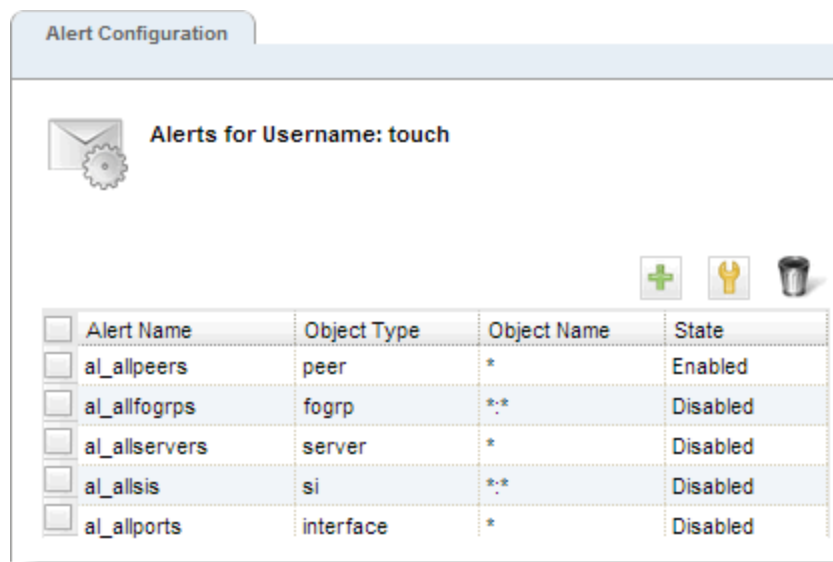 Alert Configuration
Alerts for Username: touch
Alert Name Object Type Object Name State
al_allpeers peer * Enabled
al_allfogrps fogrp *:* Disabled
al_allservers server * Disabled
al_allsis si *:* Disabled
al_allports interface * Disabled